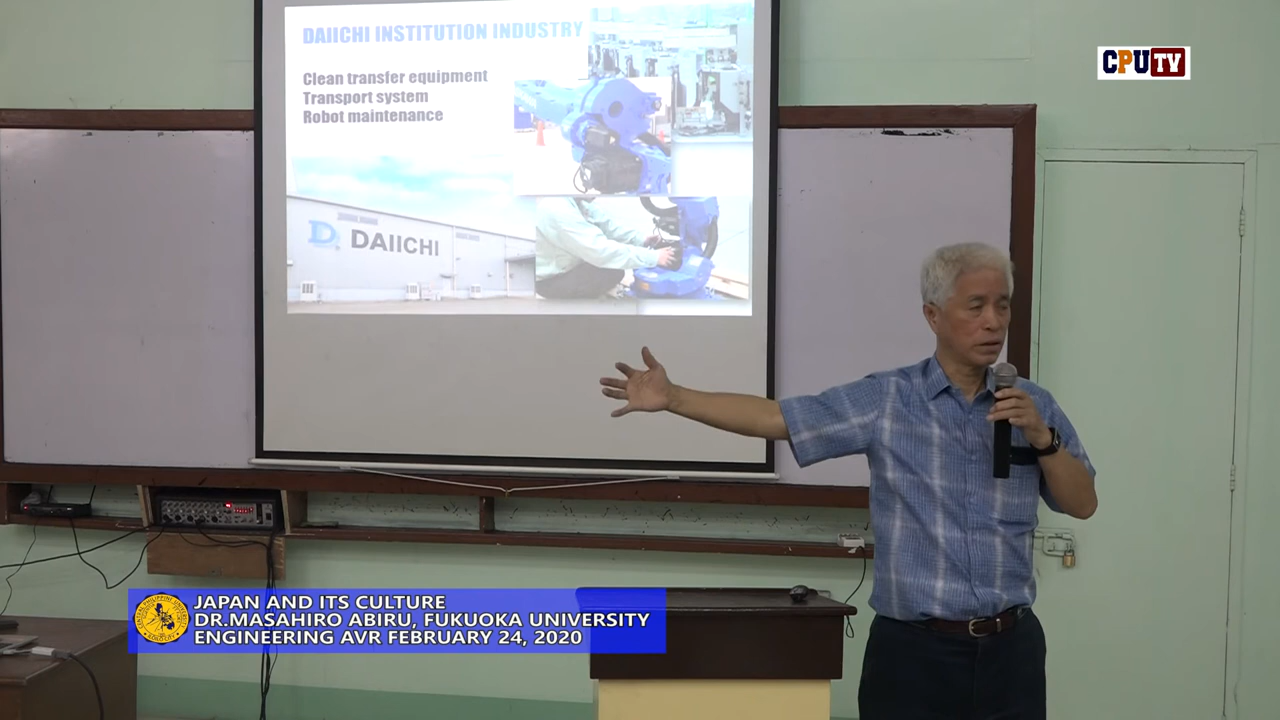 DAIICHI INSTITUTION INDUSTRY
Clean transfer equipment
Transport system
Robot maintenance
D DAIICHI
CPUTV
JAPAN AND ITS CULTURE
DR.MASAHIRO ABIRU, FUKUOKA UNIVERSITY
ENGINEERING AVR FEBRUARY 24, 2020